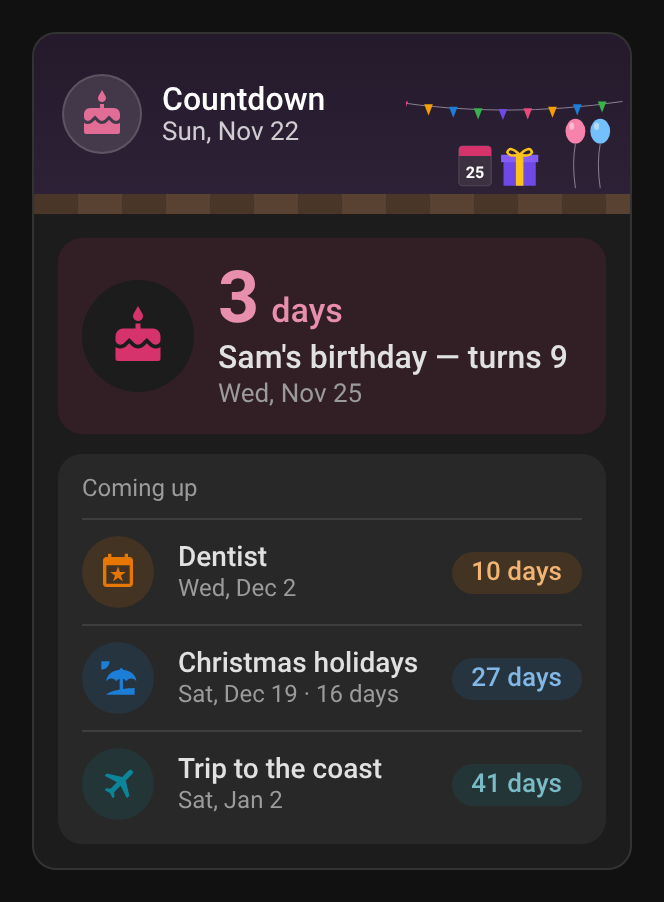 Countdown
Sun, Nov 22
25
3 days
Sam's birthday — turns 9
Wed, Nov 25
Coming up
Dentist
Wed, Dec 2
10 days
Christmas holidays
Sat, Dec 19 · 16 days
27 days
Trip to the coast
Sat, Jan 2
41 days